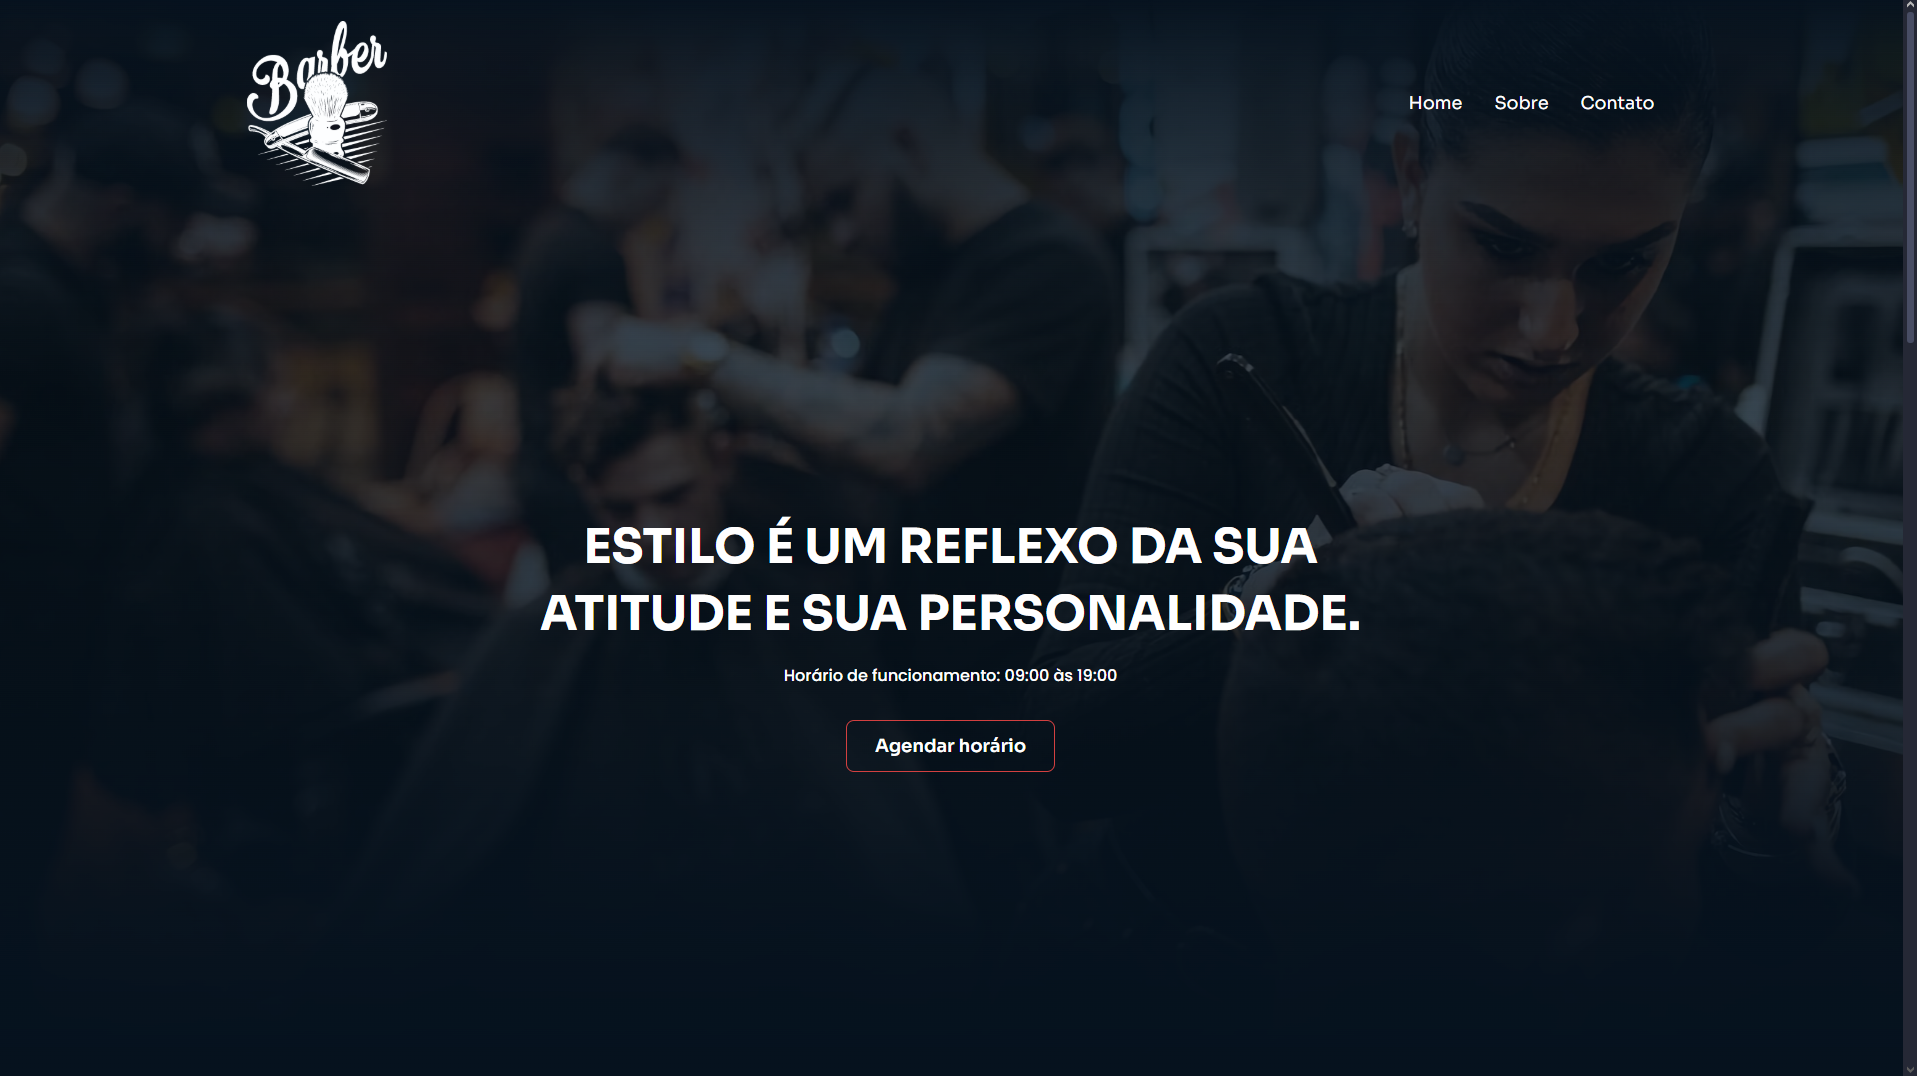 Barber
Home Sobre Contato
ESTILO É UM REFLEXO DA SUA
ATITUDE E SUA PERSONALIDADE.
Horário de funcionamento: 09:00 às 19:00
Agendar horário